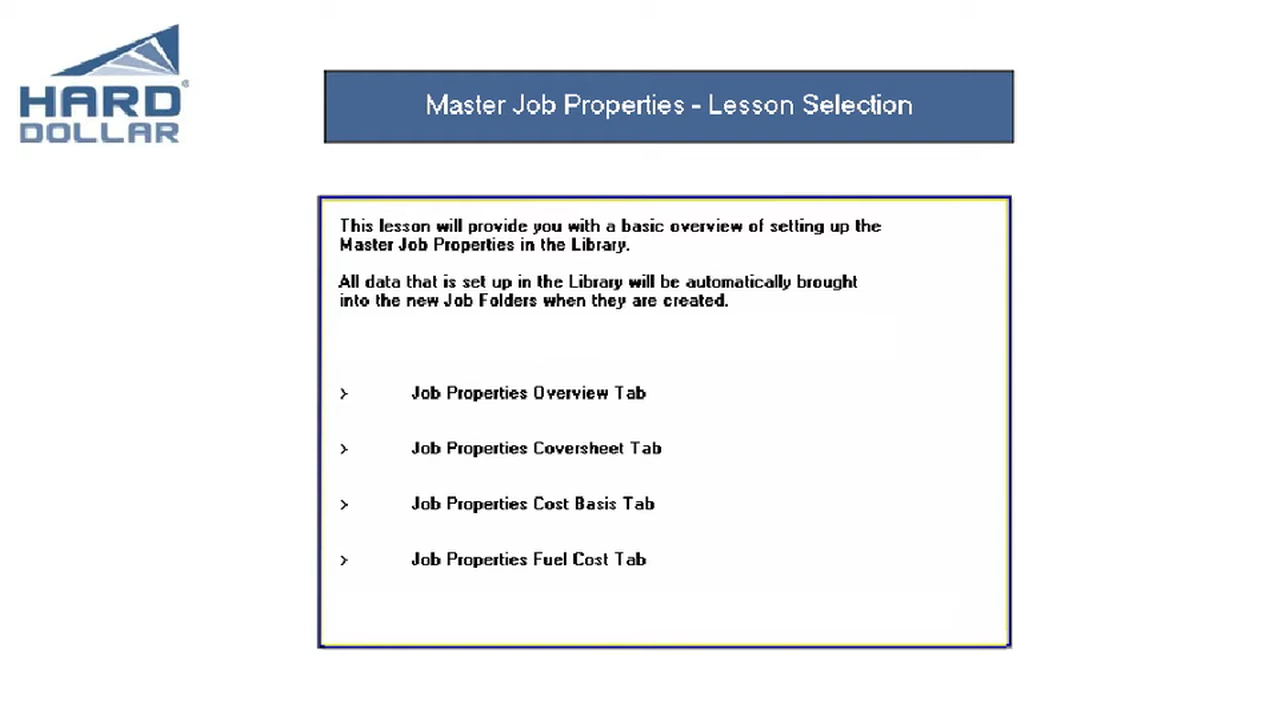 HARD
DOLLAR
®
Master Job Properties - Lesson Selection
This lesson will provide you with a basic overview of setting up the
Master Job Properties in the Library.
All data that is set up in the Library will be automatically brought
into the new Job Folders when they are created.
> Job Properties Overview Tab
> Job Properties Coversheet Tab
> Job Properties Cost Basis Tab
> Job Properties Fuel Cost Tab